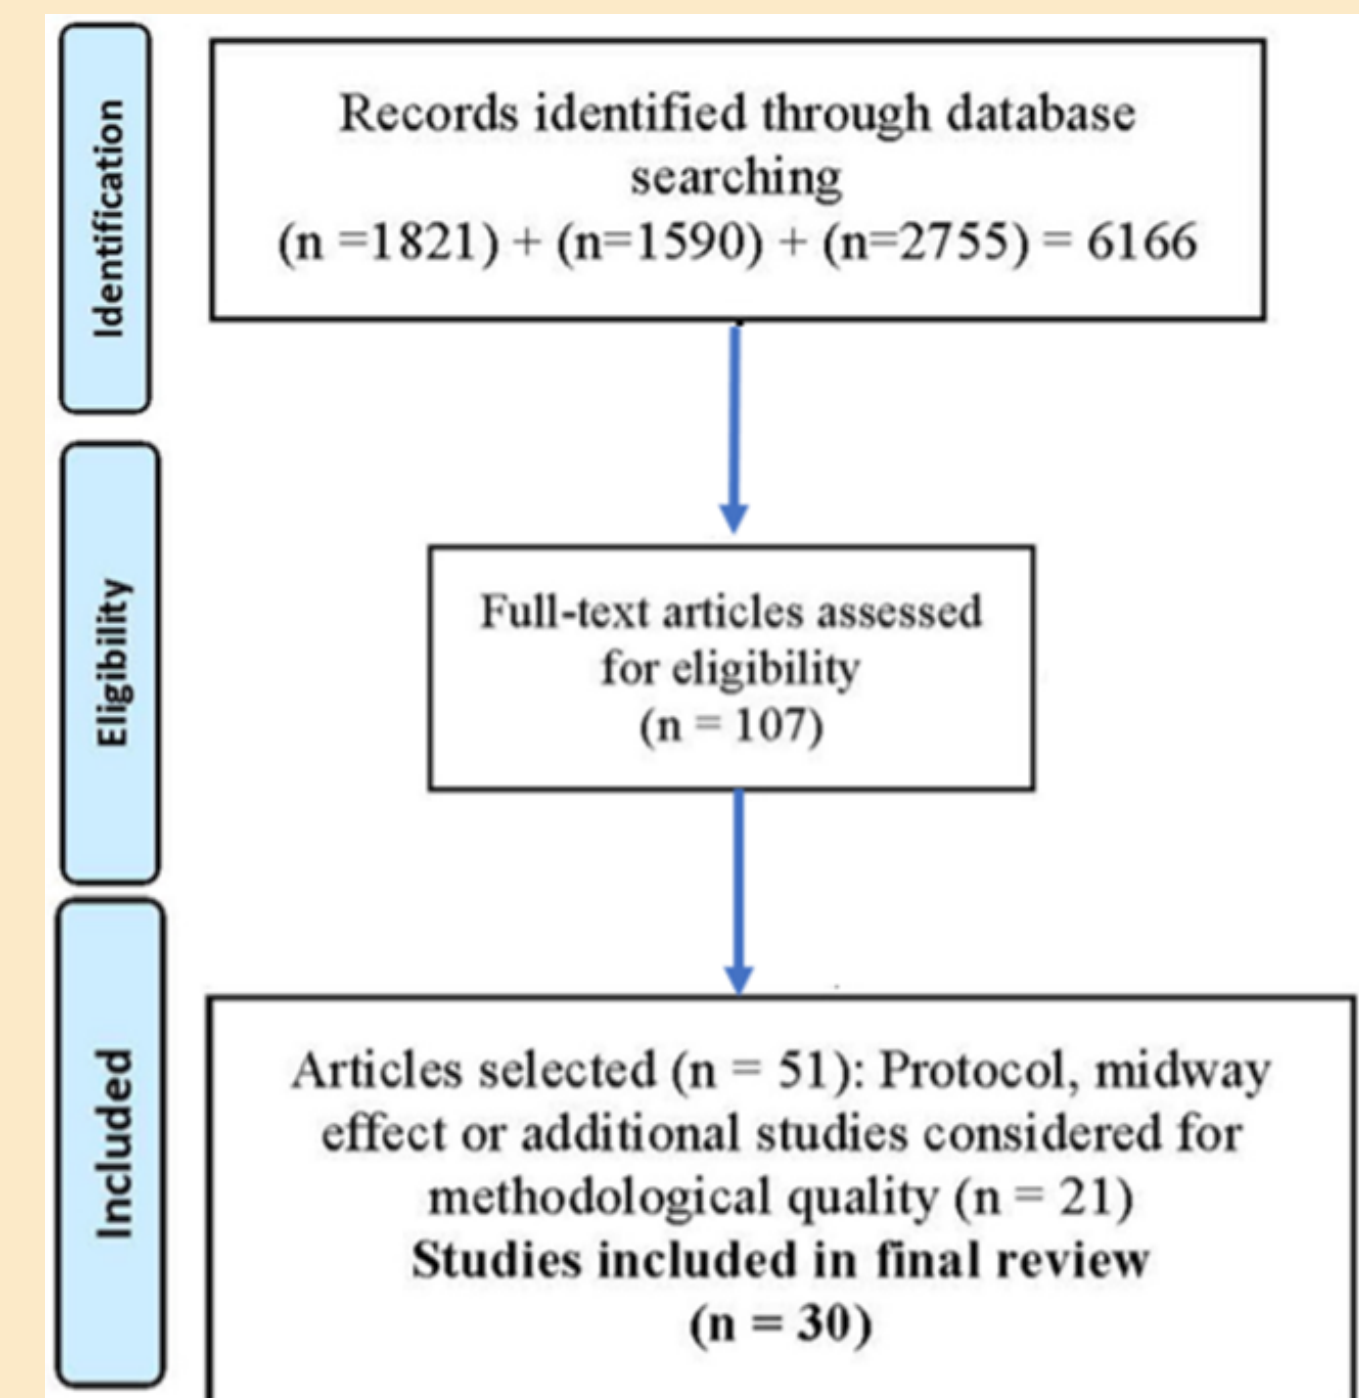 Identification
Records identified through database
searching
(n =1821) + (n=1590) + (n=2755) = 6166
Eligibility
Full-text articles assessed
for eligibility
(n = 107)
Included
Articles selected (n = 51): Protocol, midway
effect or additional studies considered for
methodological quality (n = 21)
Studies included in final review
(n = 30)